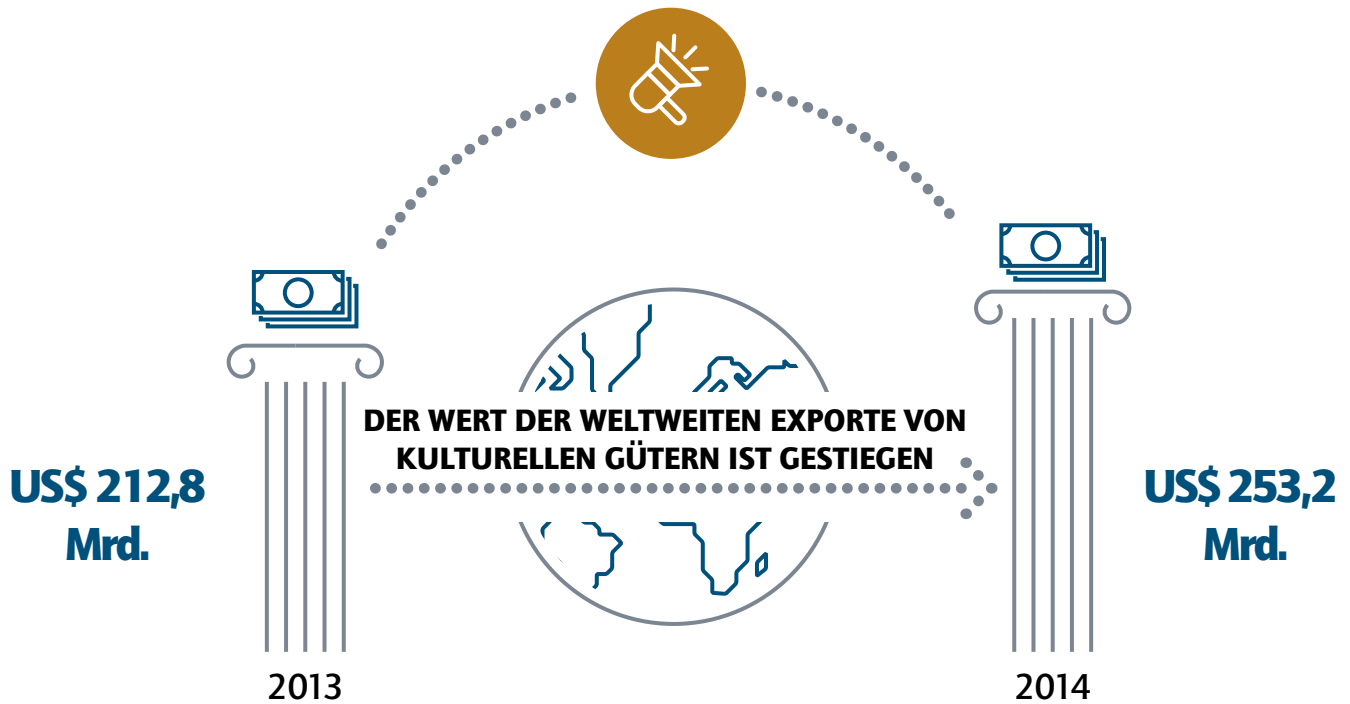 DER WERT DER WELTWEITEN EXPORTE VON
KULTURELLEN GÜTERN IST GESTIEGEN
US$ 212,8
Mrd.
US$ 253,2
Mrd.
2013
2014